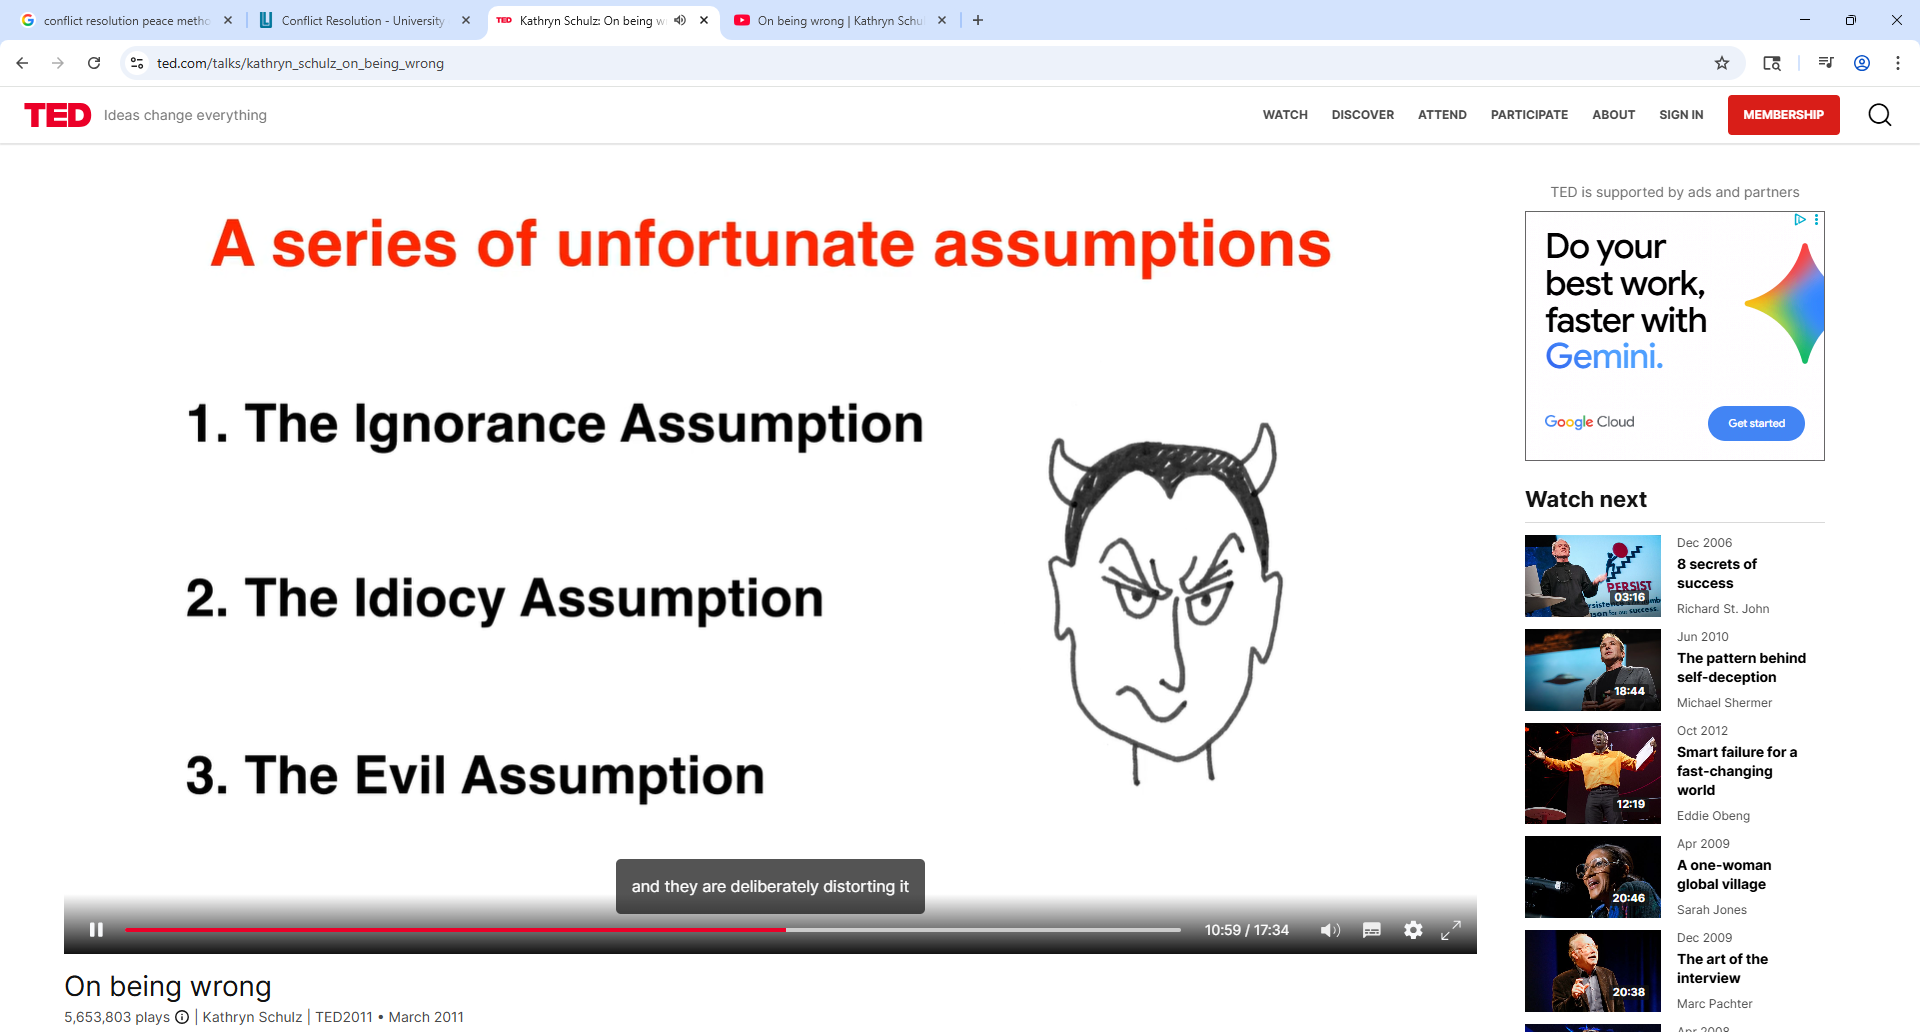 conflict resolution peace metho
Conflict Resolution - University
TED Kathryn Schulz: On being w
On being wrong | Kathryn Schu
ted.com/talks/kathryn_schulz_on_being_wrong
TED Ideas change everything
WATCH DISCOVER ATTEND PARTICIPATE ABOUT SIGN IN MEMBERSHIP
A series of unfortunate assumptions
1. The Ignorance Assumption
2. The Idiocy Assumption
3. The Evil Assumption
and they are deliberately distorting it
10:59 / 17:34
On being wrong
5,653,803 plays | Kathryn Schulz | TED2011 • March 2011
TED is supported by ads and partners
Do your
best work,
faster with
Gemini.
Google Cloud
Get started
Watch next
PERSIST
03:16
Dec 2006
8 secrets of
success
Richard St. John
18:44
Jun 2010
The pattern behind
self-deception
Michael Shermer
12:19
Oct 2012
Smart failure for a
fast-changing
world
Eddie Obeng
20:46
Apr 2009
A one-woman
global village
Sarah Jones
20:38
Dec 2009
The art of the
interview
Marc Pachter
Apr 2008